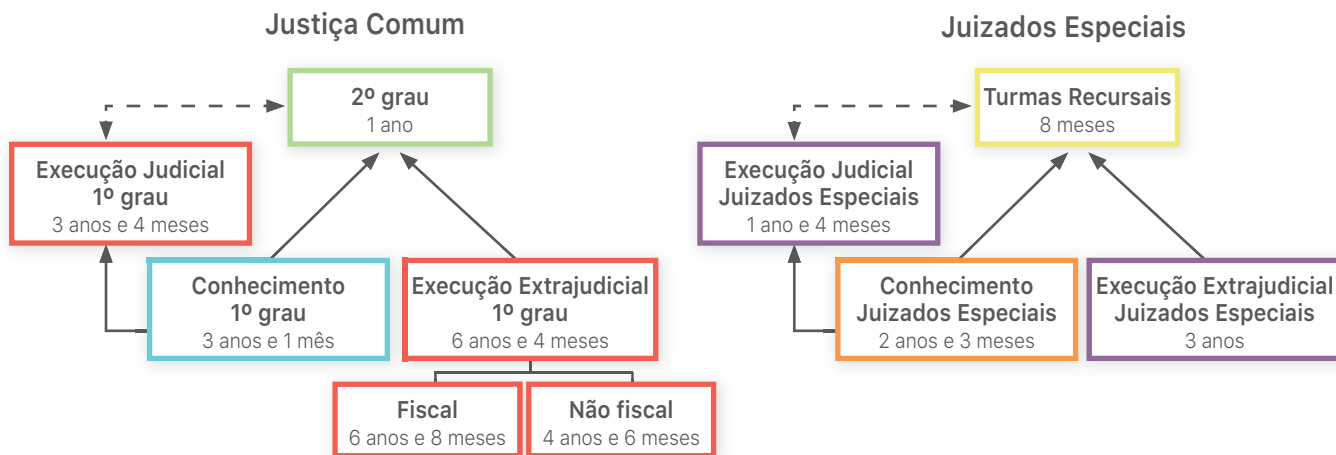 Justiça Comum
2º grau
1 ano
Execução Judicial
1º grau
3 anos e 4 meses
Conhecimento
1º grau
3 anos e 1 mês
Execução Extrajudicial
1º grau
6 anos e 4 meses
Fiscal
6 anos e 8 meses
Não fiscal
4 anos e 6 meses
Juizados Especiais
Turmas Recursais
8 meses
Execução Judicial
Juizados Especiais
1 ano e 4 meses
Conhecimento
Juizados Especiais
2 anos e 3 meses
Execução Extrajudicial
Juizados Especiais
3 anos